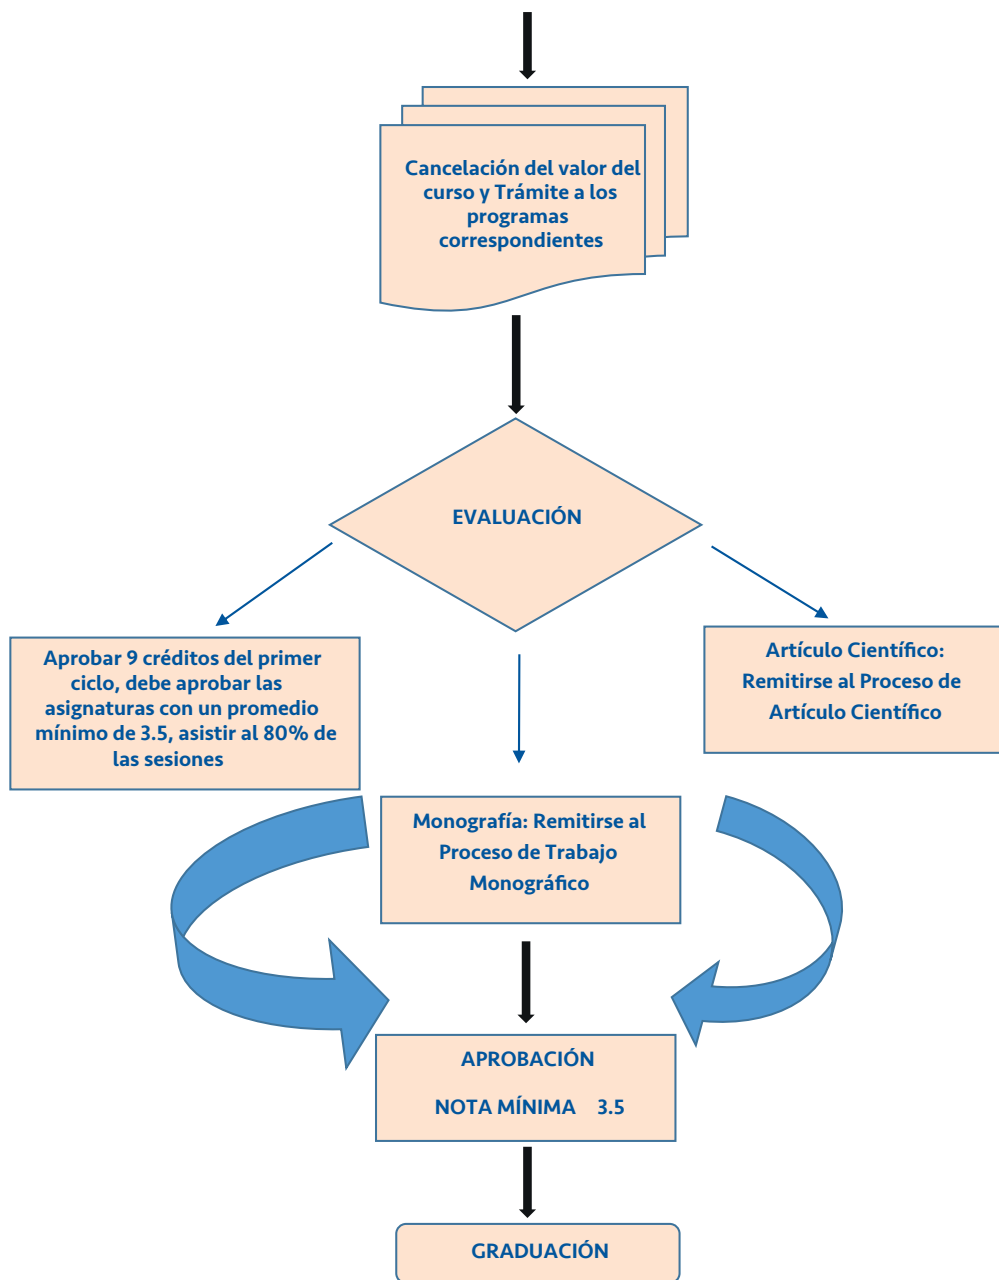 Cancelación del valor del
curso y Trámite a los
programas
correspondientes
EVALUACIÓN
Aprobar 9 créditos del primer
ciclo, debe aprobar las
asignaturas con un promedio
mínimo de 3.5, asistir al 80% de
las sesiones
Artículo Científico:
Remitirse al Proceso de
Artículo Científico
Monografía: Remitirse al
Proceso de Trabajo
Monográfico
APROBACIÓN
NOTA MÍNIMA 3.5
GRADUACIÓN